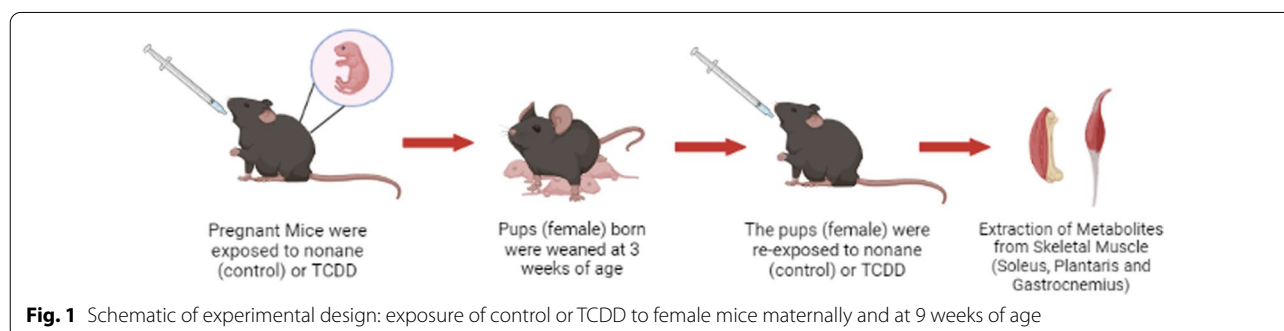 Pregnant Mice were
exposed to nonane
(control) or TCDD
Pups (female) born
were weaned at 3
weeks of age
The pups (female) were
re-exposed to nonane
(control) or TCDD
Extraction of Metabolites
from Skeletal Muscle
(Soleus, Plantaris and
Gastrocnemius)
Fig. 1 Schematic of experimental design: exposure of control or TCDD to female mice maternally and at 9 weeks of age